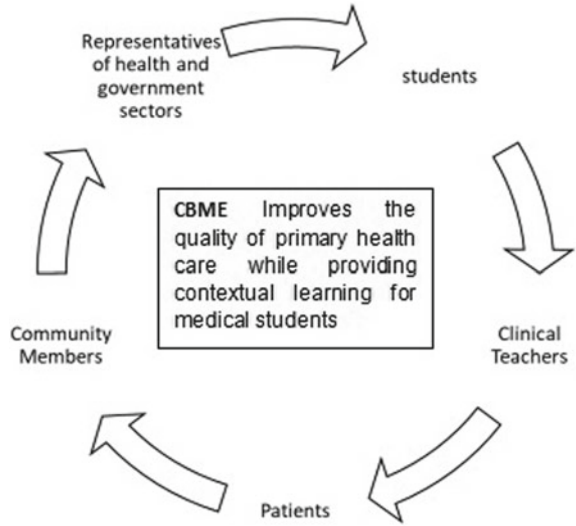 Representatives
of health and
government
sectors
students
CBME Improves the
quality of primary health
care while providing
contextual learning for
medical students
Community
Members
Clinical
Teachers
Patients